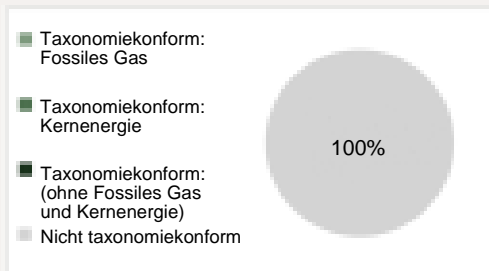 Taxonomiekonform:
Fossiles Gas
Taxonomiekonform:
Kernenergie
Taxonomiekonform:
(ohne Fossiles Gas
und Kernenergie)
Nicht taxonomiekonform
100%